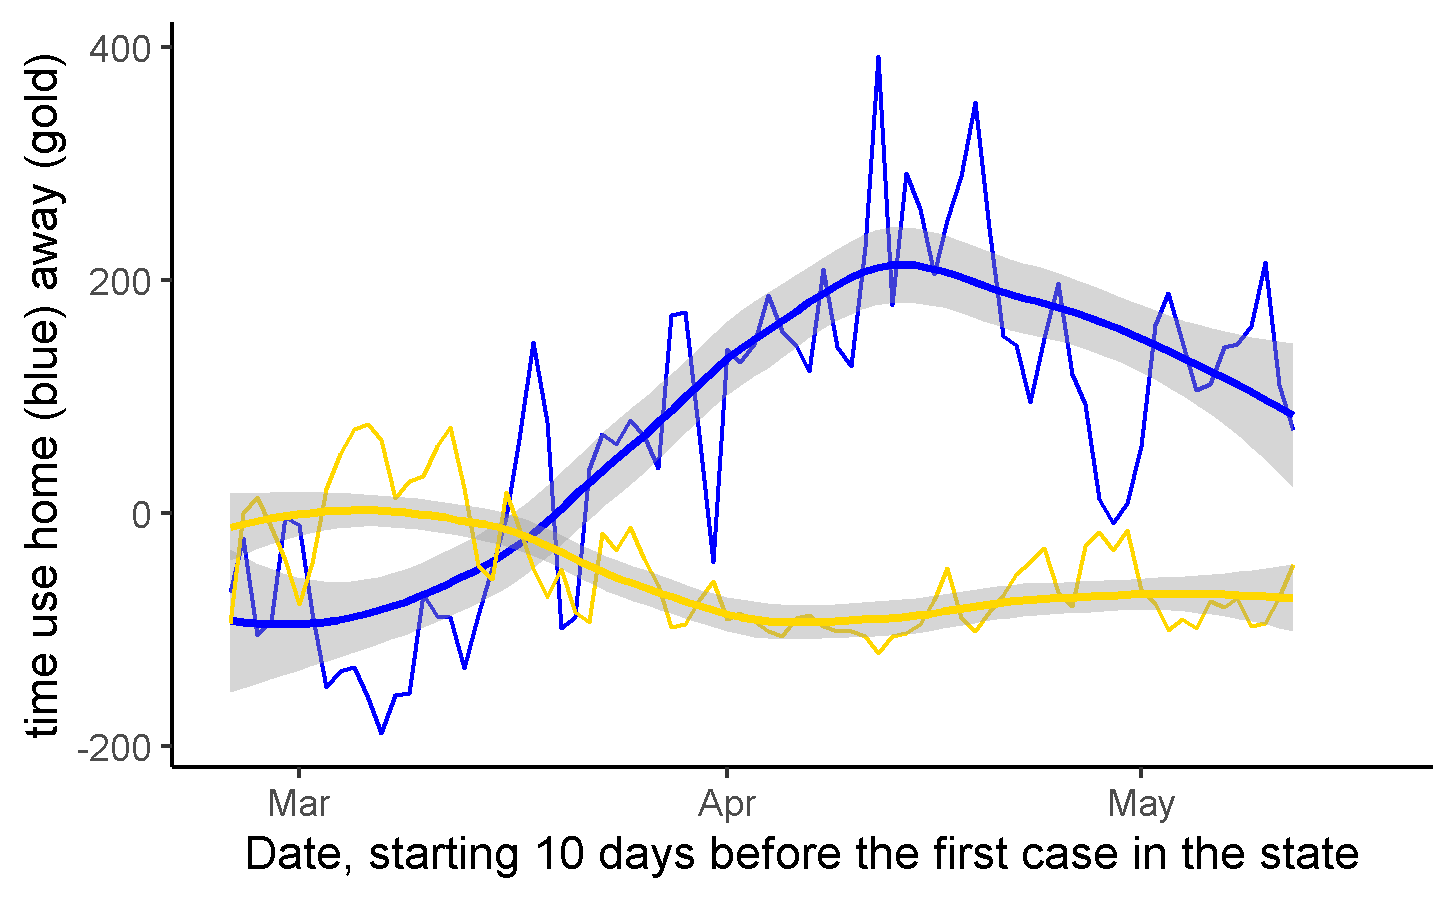 time use home (blue) away (gold)
400
200
0
-200
Mar Apr May
Date, starting 10 days before the first case in the state